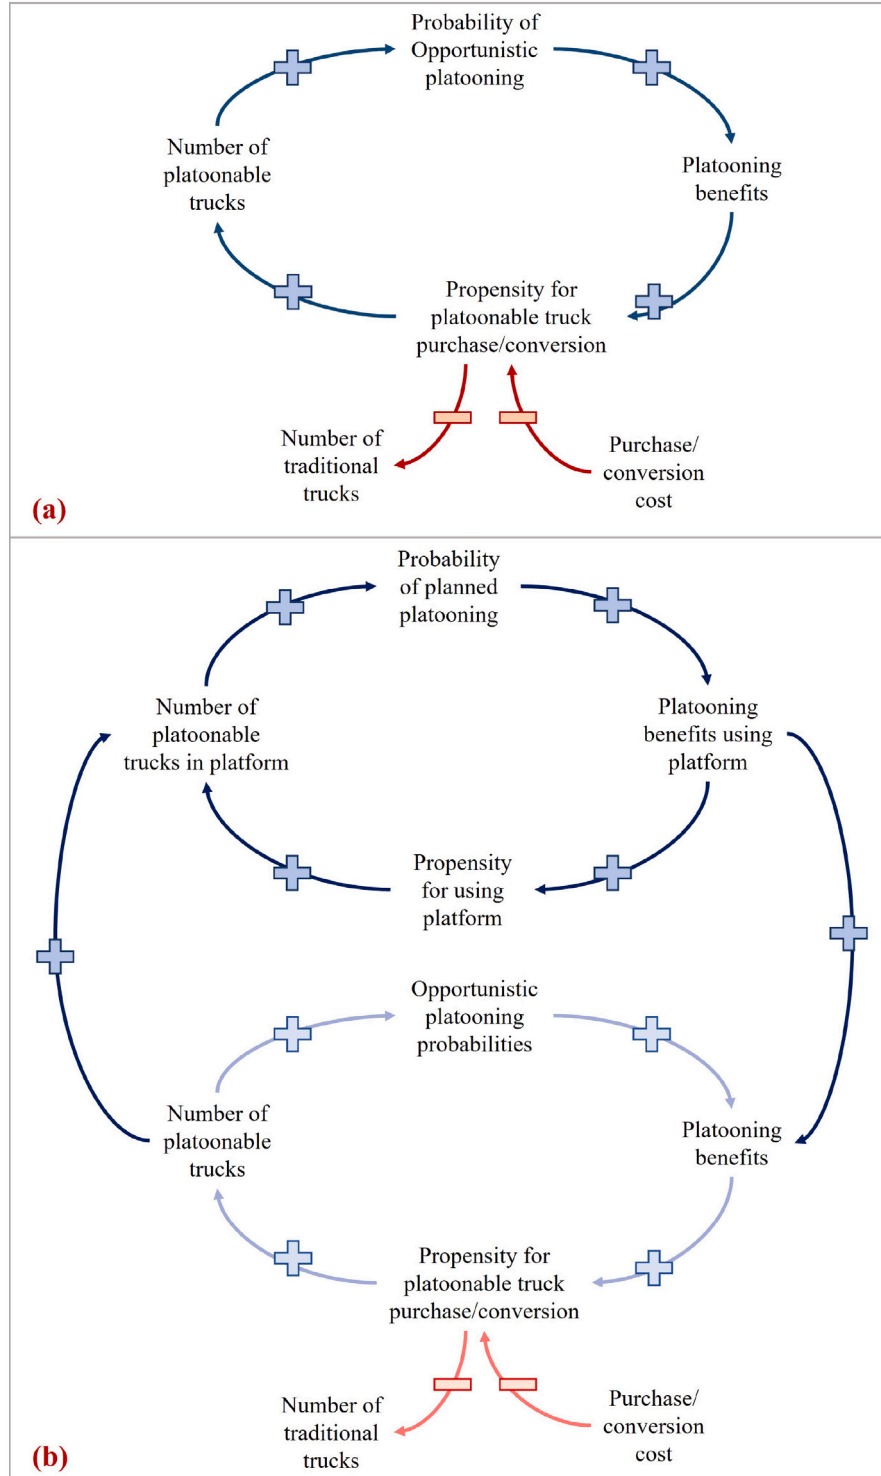 Probability of
Opportunistic
platooning
Number of
platoonable
trucks
Platooning
benefits
Propensity for
platoonable truck
purchase/conversion
Number of
traditional
trucks
Purchase/
conversion
cost
(a)
Probability
of planned
platooning
Number of
platoonable
trucks in platform
Platooning
benefits using
platform
Propensity
for using
platform
Opportunistic
platooning
probabilities
Number of
platoonable
trucks
Platooning
benefits
Propensity for
platoonable truck
purchase/conversion
Number of
traditional
trucks
Purchase/
conversion
cost
(b)